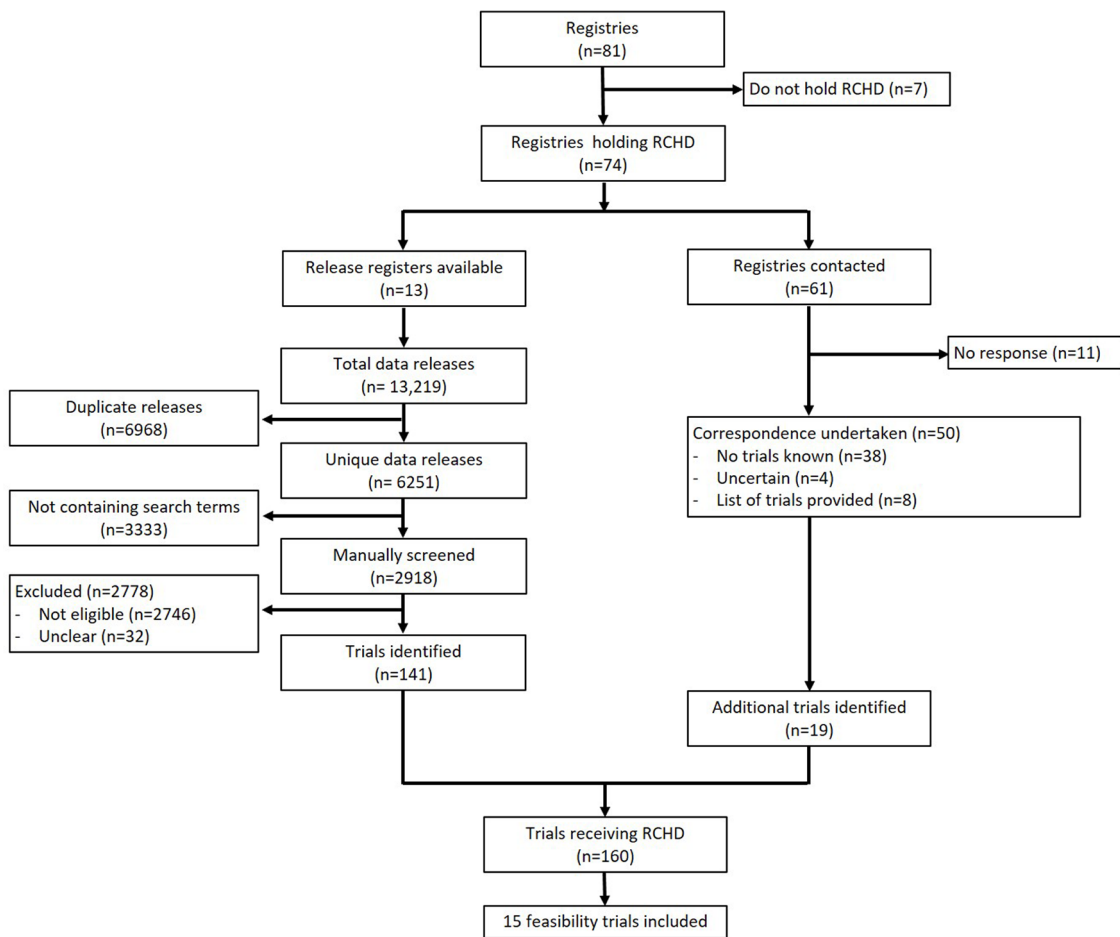 Registries
(n=81)
Do not hold RCHD (n=7)
Registries holding RCHD
(n=74)
Release registers available
(n=13)
Registries contacted
(n=61)
No response (n=11)
Total data releases
(n= 13,219)
Duplicate releases
(n=6968)
Correspondence undertaken (n=50)
- No trials known (n=38)
- Uncertain (n=4)
- List of trials provided (n=8)
Unique data releases
(n= 6251)
Not containing search terms
(n=3333)
Manually screened
(n=2918)
Excluded (n=2778)
- Not eligible (n=2746)
- Unclear (n=32)
Trials identified
(n=141)
Additional trials identified
(n=19)
Trials receiving RCHD
(n=160)
15 feasibility trials included